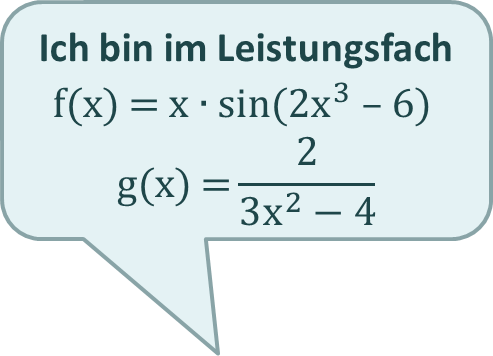 Ich bin im Leistungsfach
f(x) = x · sin(2x³ – 6)
g(x) = 2 / (3x² − 4)